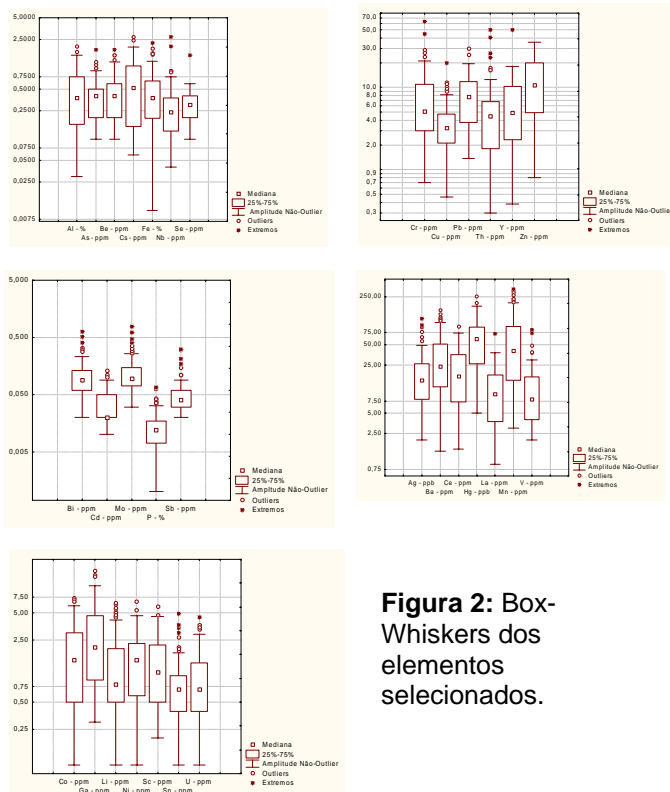 5,0000
2,5000
0,7500
0,5000
0,2500
0,0750
0,0500
0,0250
0,0075
Al - % Be - ppm Fe - % Se - ppm
As - ppm Cs - ppm Nb - ppm
Mediana
25%-75%
Amplitude Não-Outlier
Outliers
Extremos
70,0
50,0
30,0
10,0
8,0
6,0
4,0
2,0
0,9
0,7
0,5
0,3
Cr - ppm Pb - ppm Y - ppm
Cu - ppm Th - ppm Zn - ppm
Mediana
25%-75%
Amplitude Não-Outlier
Outliers
Extremos
5,000
0,500
0,050
0,005
Bi - ppm Mo - ppm Sb - ppm
Cd - ppm P - %
Mediana
25%-75%
Amplitude Não-Outlier
Outliers
Extremos
250,00
75,00
50,00
25,00
7,50
5,00
2,50
0,75
Ag - ppb Ce - ppm La - ppm V - ppm
Ba - ppm Hg - ppb Mn - ppm
Mediana
25%-75%
Amplitude Não-Outlier
Outliers
Extremos
7,50
5,00
2,50
0,75
0,50
0,25
Co - ppm Li - ppm Sc - ppm U - ppm
Ga - ppm Ni - ppm Sn - ppm
Mediana
25%-75%
Amplitude Não-Outlier
Outliers
Extremos
Figura 2: Box-
Whiskers dos
elementos
selecionados.